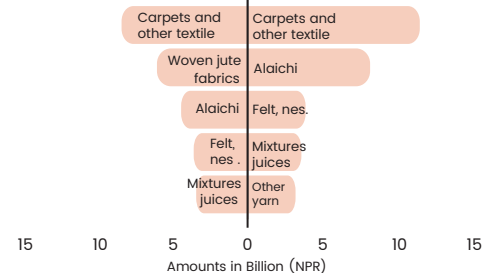 Carpets and
other textile
Carpets and
other textile
Woven jute
fabrics
Alaichi
Alaichi
Felt, nes.
Felt,
nes .
Mixtures
juices
Mixtures
juices
Other
yarn
15 10 5 0 5 10 15
Amounts in Billion (NPR)